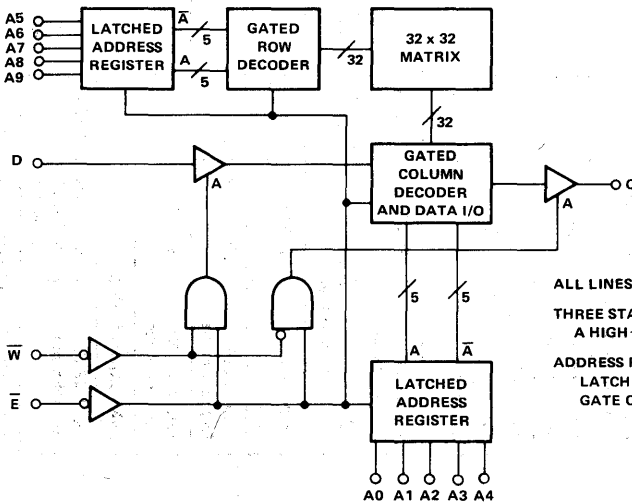 A5
A6
A7
A8
A9
LATCHED
ADDRESS
REGISTER
A̅
5
A
5
GATED
ROW
DECODER
32
32 x 32
MATRIX
32
D
A
GATED
COLUMN
DECODER
AND DATA I/O
A
ALL LINES
THREE STA
A HIGH
ADDRESS
LATCH
GATE
5
5
A
A̅
W̅
E̅
LATCHED
ADDRESS
REGISTER
A0 A1 A2 A3 A4